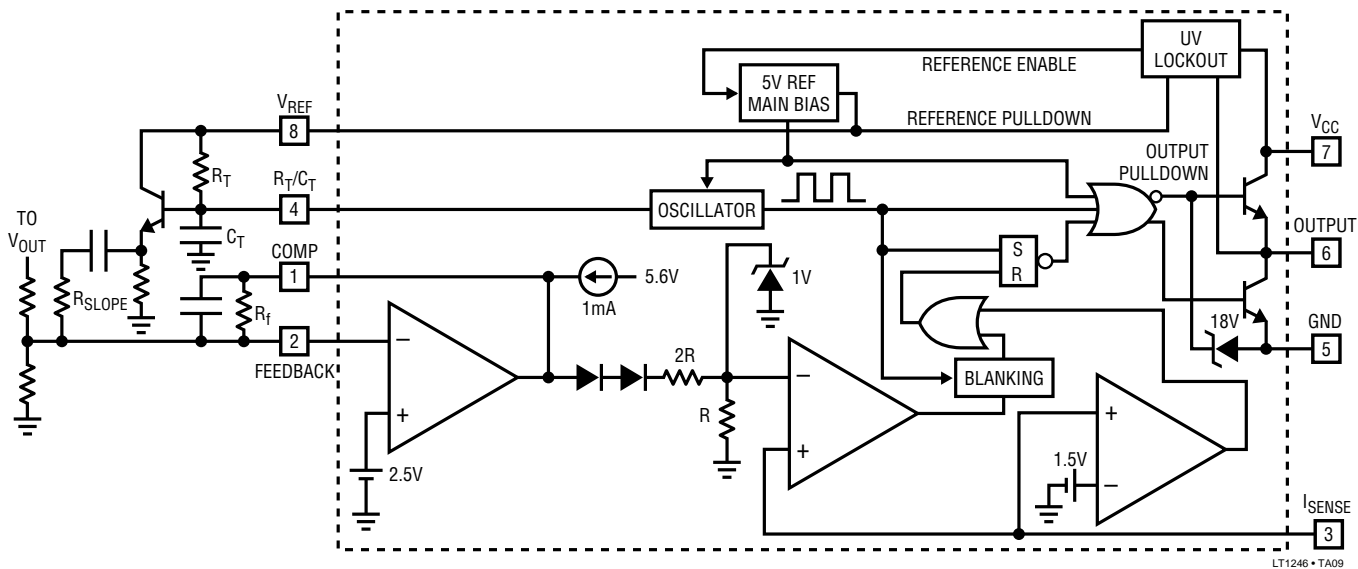 UV
LOCKOUT
REFERENCE ENABLE
5V REF
MAIN BIAS
V_REF
8
REFERENCE PULLDOWN
V_CC
7
OUTPUT
PULLDOWN
R_T
R_T/C_T
4
OSCILLATOR
TO
V_OUT
C_T
OUTPUT
6
S
R
COMP
1
5.6V
1mA
1V
R_SLOPE
R_f
18V
GND
5
2
FEEDBACK
–
2R
–
BLANKING
R
+
+
+
2.5V
1.5V
–
I_SENSE
3
LT1246 • TA09